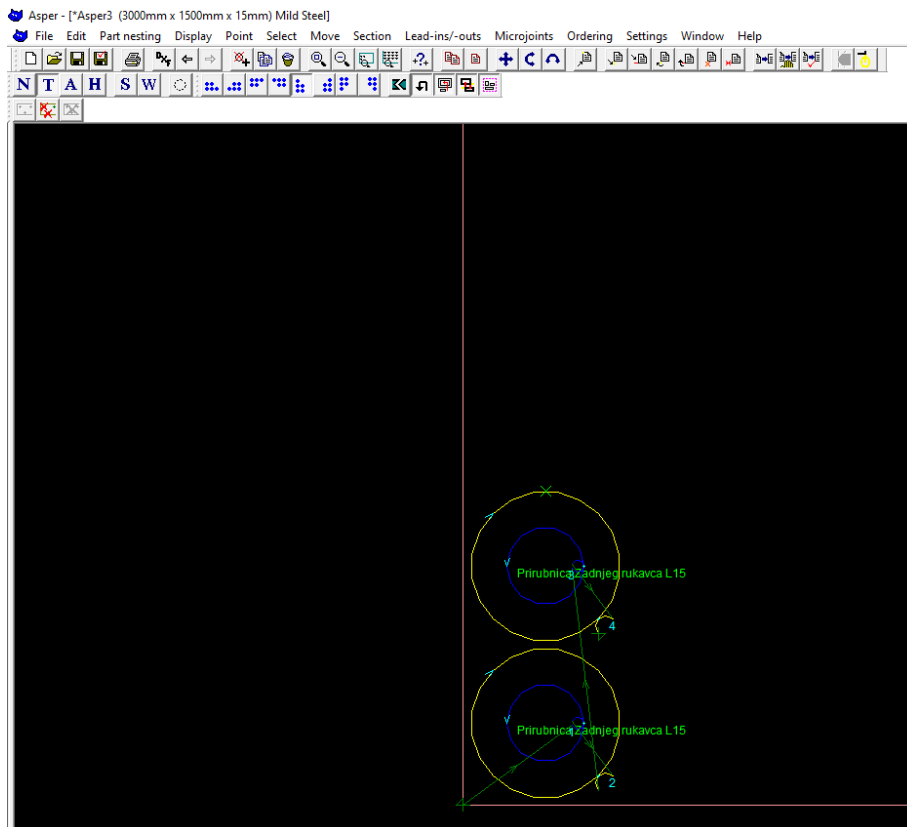 Asper - [*Asper3 (3000mm x 1500mm x 15mm) Mild Steel]
File Edit Part nesting Display Point Select Move Section Lead-ins/-outs Microjoints Ordering Settings Window Help
N T A H S W
Prirubnica Zadnjeg rukavca L15
4
Prirubnica Zadnjeg rukavca L15
2